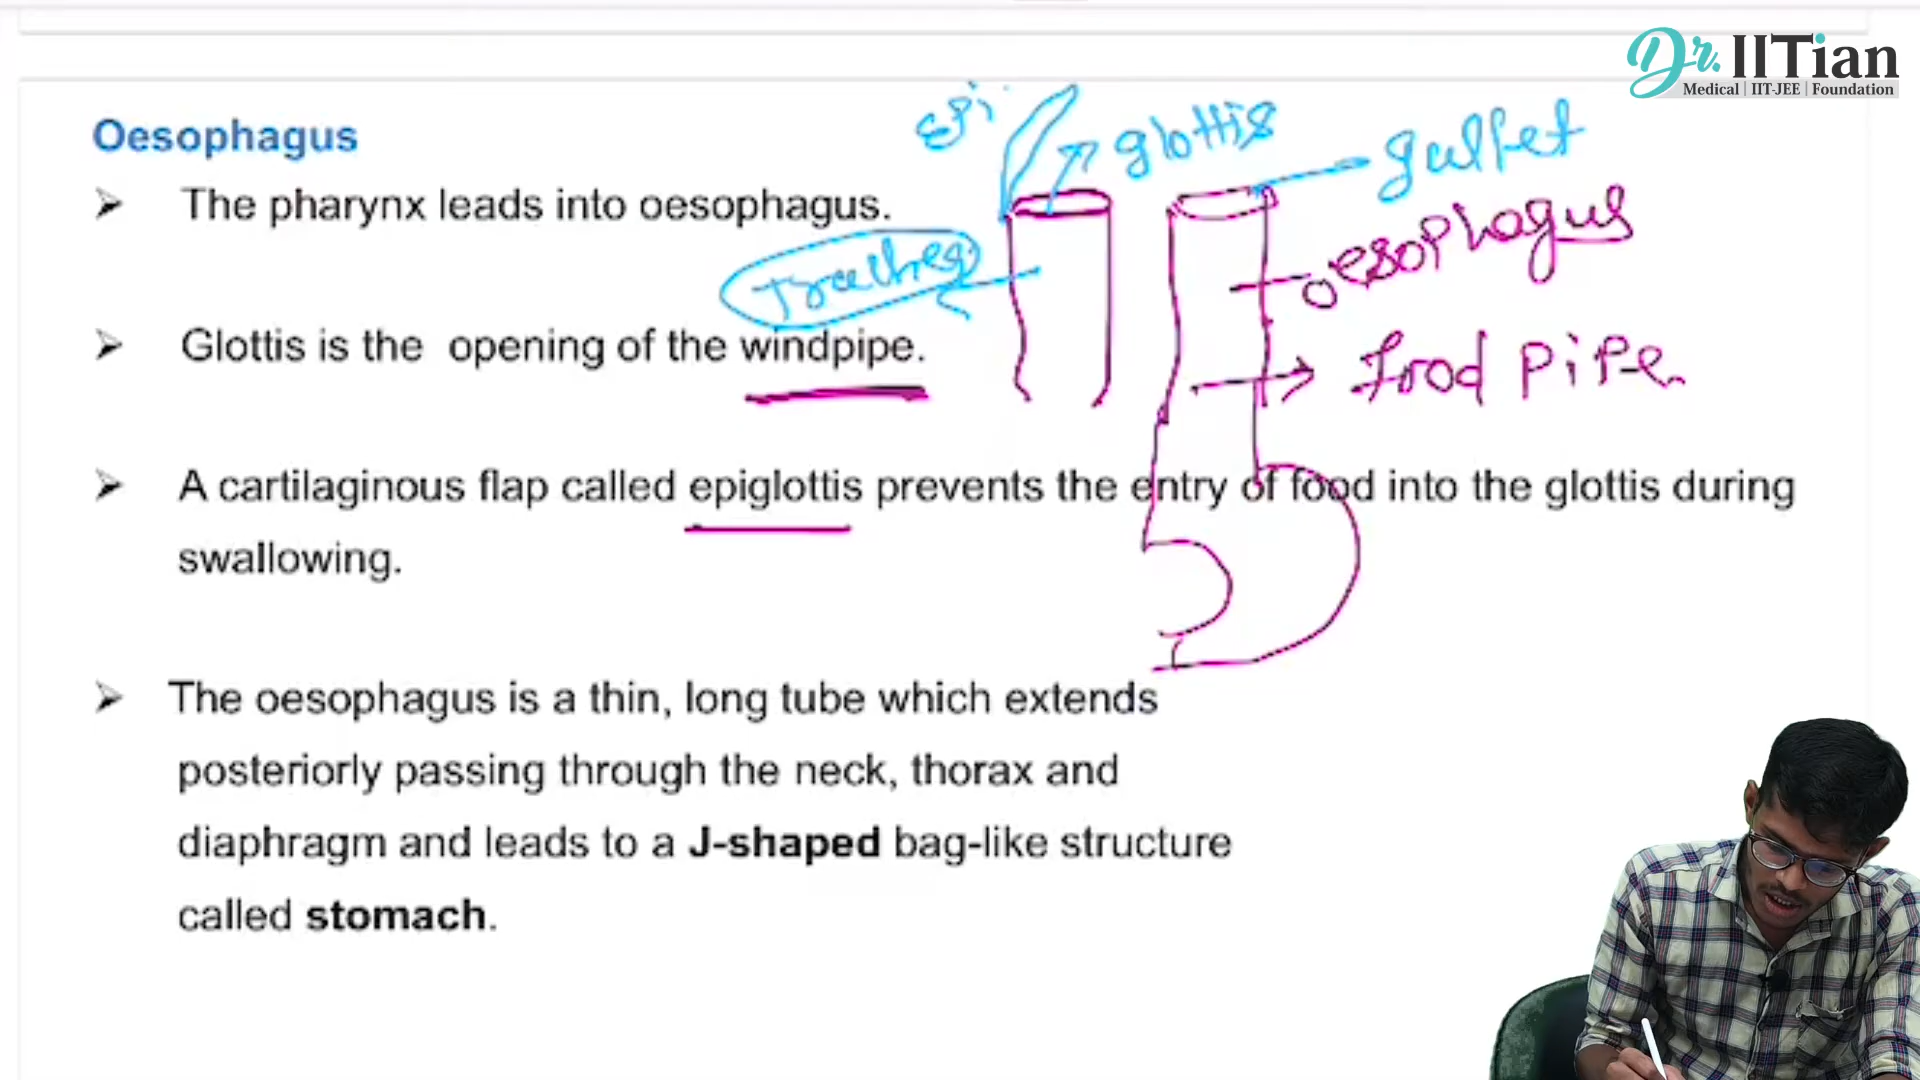 Dr. IITian
Medical | IIT-JEE | Foundation
Epi.
glottis
gullet
Oesophagus
➢ The pharynx leads into oesophagus.
oesophagus
Trachea
➢ Glottis is the opening of the windpipe.
food pipe
➢ A cartilaginous flap called epiglottis prevents the entry of food into the glottis during
swallowing.
➢ The oesophagus is a thin, long tube which extends
posteriorly passing through the neck, thorax and
diaphragm and leads to a J-shaped bag-like structure
called stomach.